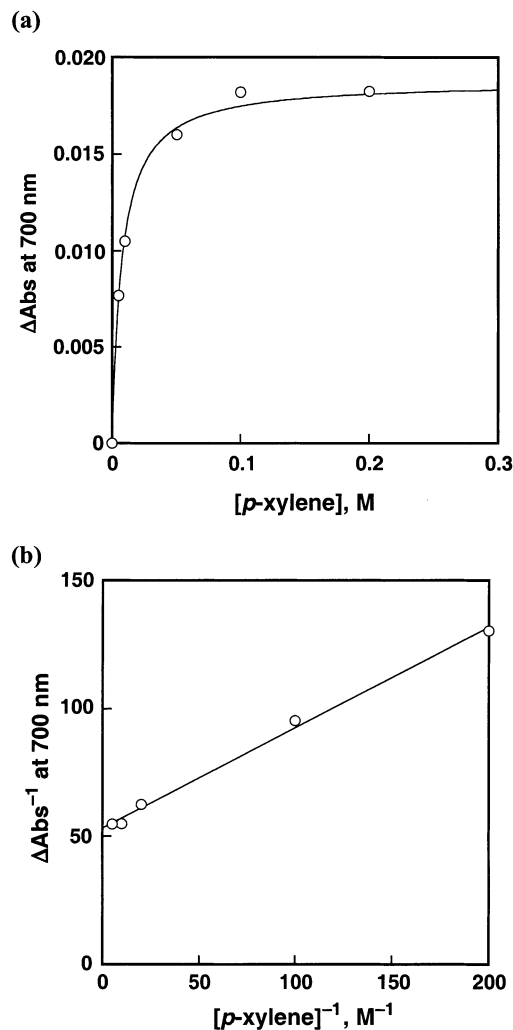 (a)
0.020
0.015
0.010
0.005
0
0 0.1 0.2 0.3
ΔAbs at 700 nm
[p-xylene], M
(b)
150
100
50
0
0 50 100 150 200
ΔAbs⁻¹ at 700 nm
[p-xylene]⁻¹, M⁻¹